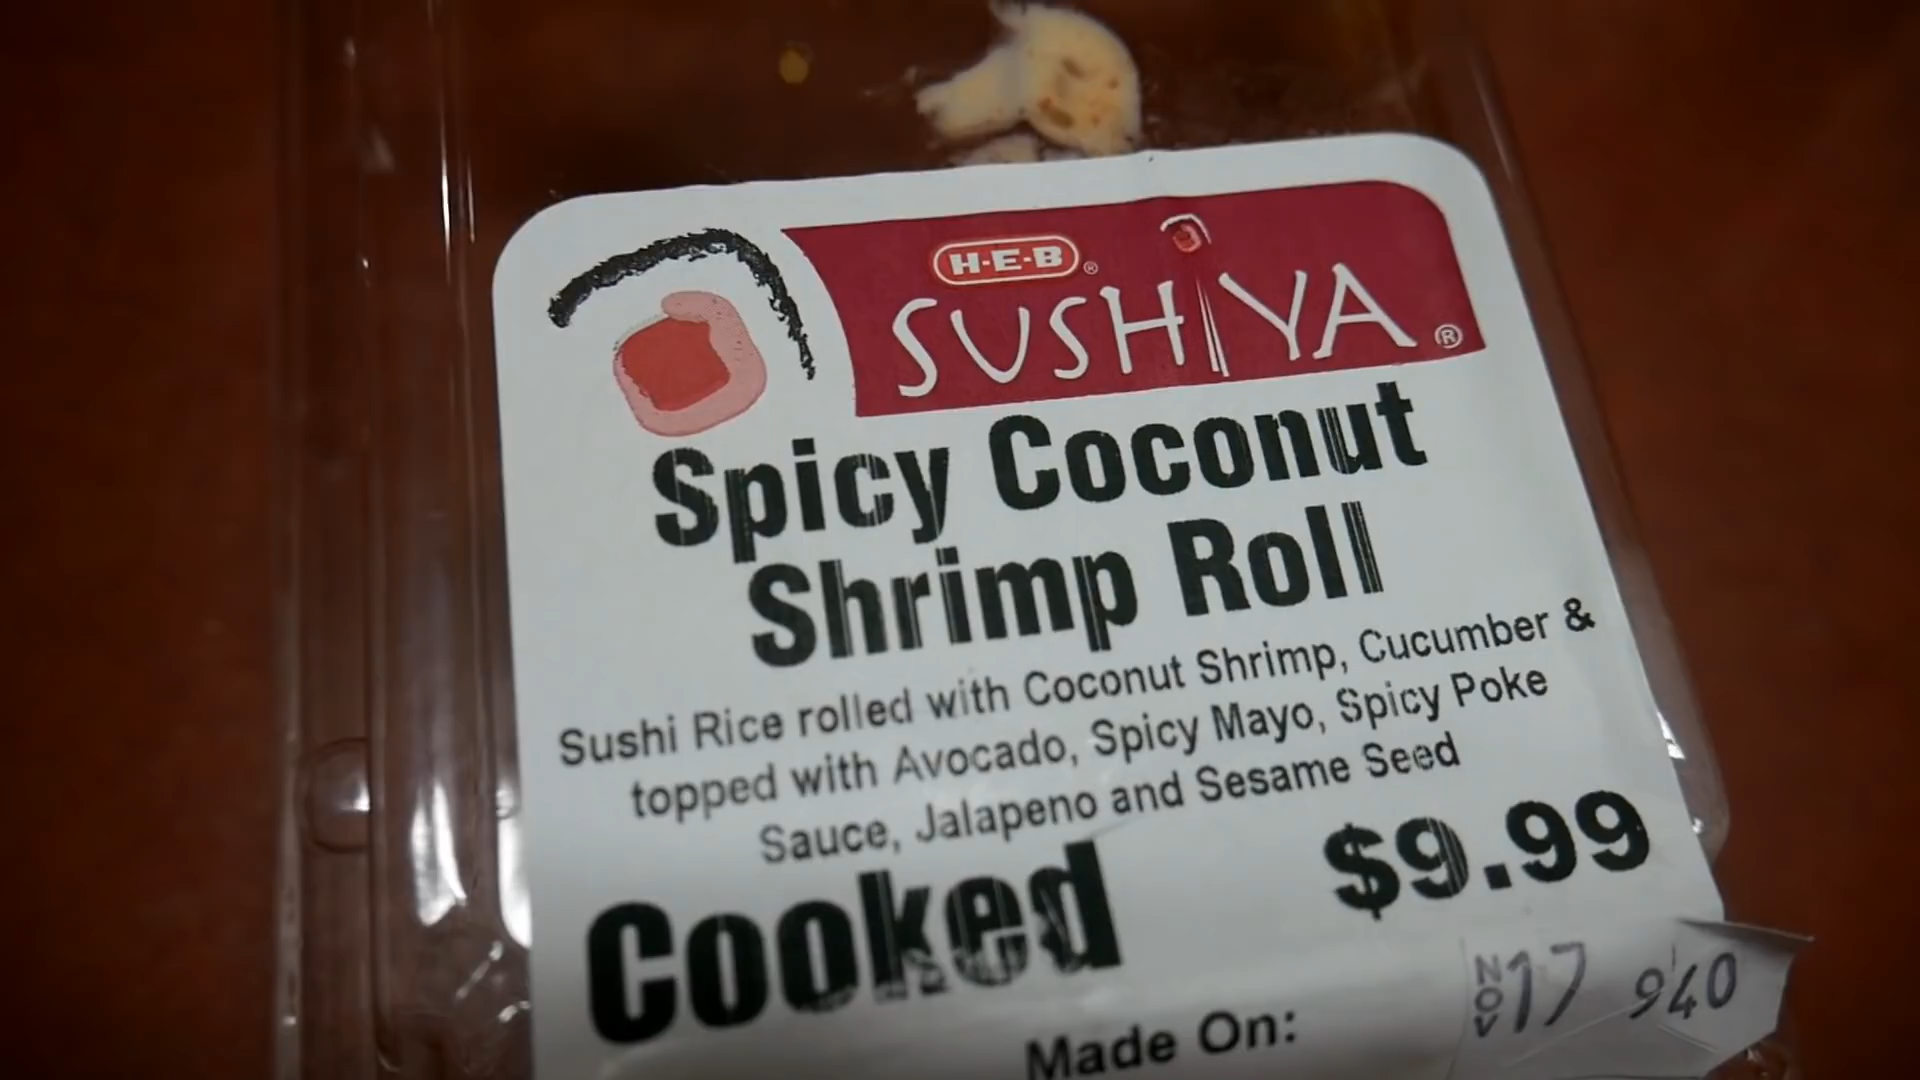 H-E-B®
SUSHIYA®
Spicy Coconut
Shrimp Roll
Sushi Rice rolled with Coconut Shrimp, Cucumber &
topped with Avocado, Spicy Mayo, Spicy Poke
Sauce, Jalapeno and Sesame Seed
Cooked $9.99
NOV 17 940
Made On: